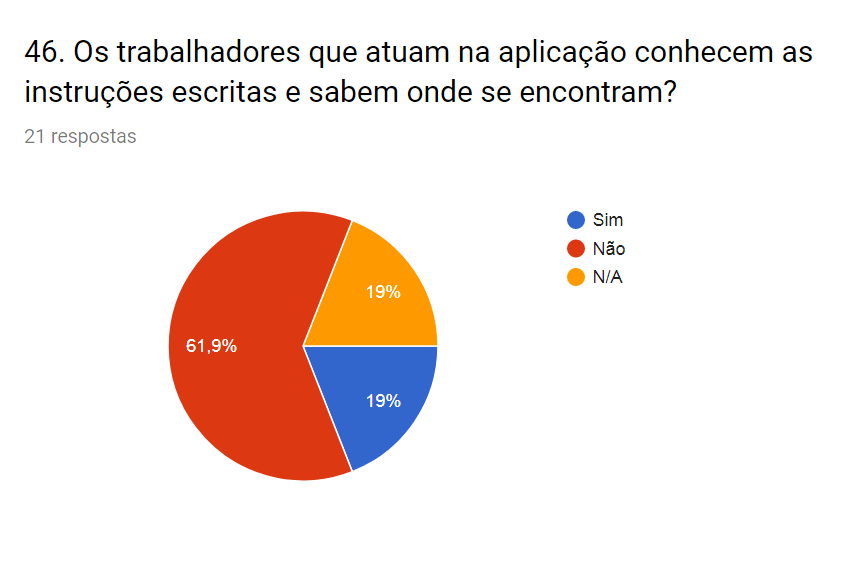 46. Os trabalhadores que atuam na aplicação conhecem as
instruções escritas e sabem onde se encontram?
21 respostas
Sim
Não
N/A
19%
61,9%
19%